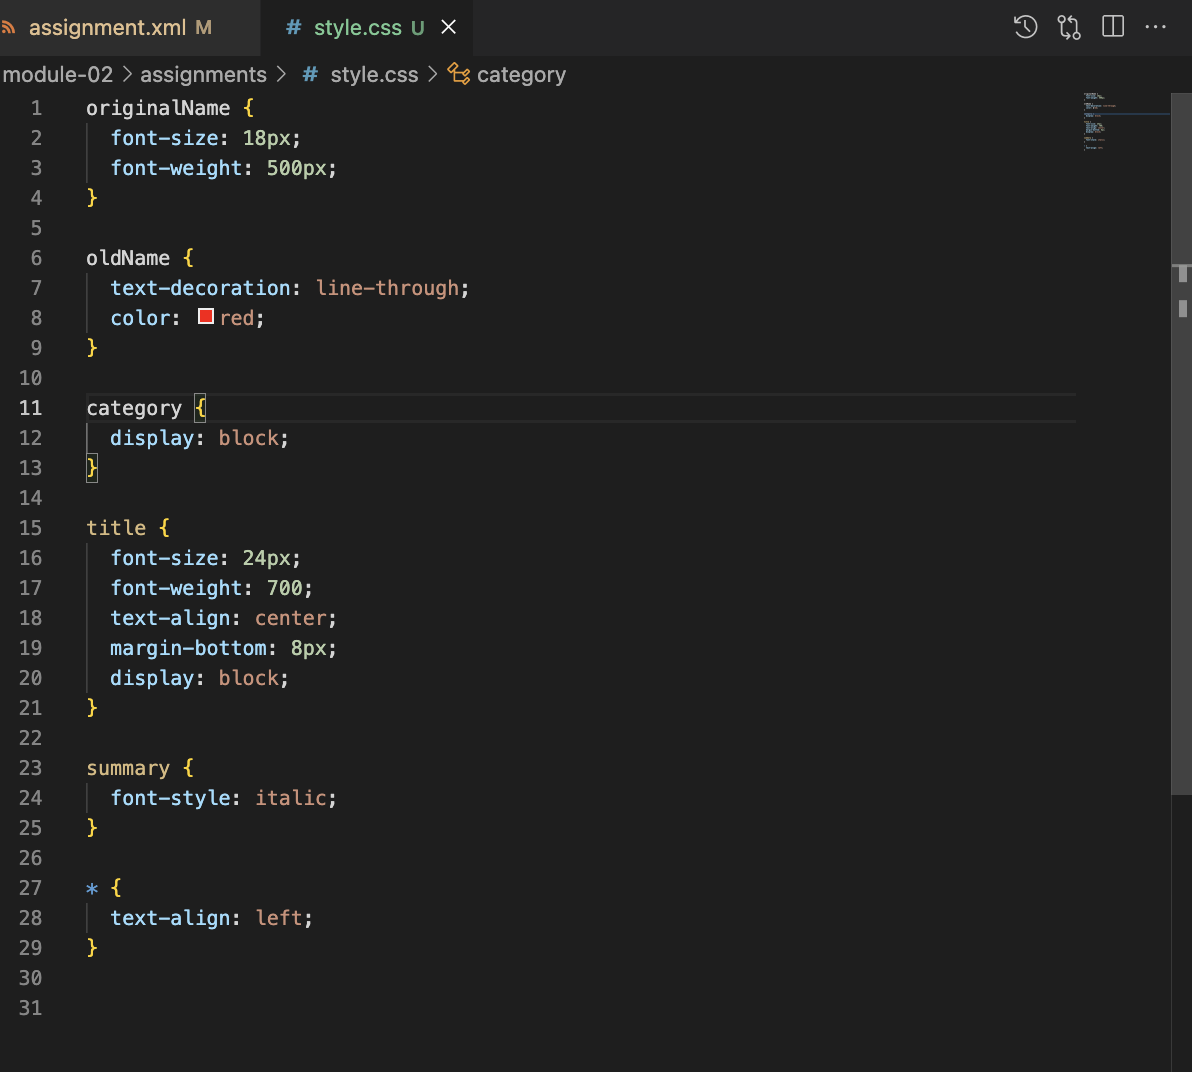 assignment.xml M
# style.css U
module-02 > assignments > # style.css > category
1 originalName {
2 font-size: 18px;
3 font-weight: 500px;
4 }
5
6 oldName {
7 text-decoration: line-through;
8 color: red;
9 }
10
11 category {
12 display: block;
13 }
14
15 title {
16 font-size: 24px;
17 font-weight: 700;
18 text-align: center;
19 margin-bottom: 8px;
20 display: block;
21 }
22
23 summary {
24 font-style: italic;
25 }
26
27 * {
28 text-align: left;
29 }
30
31